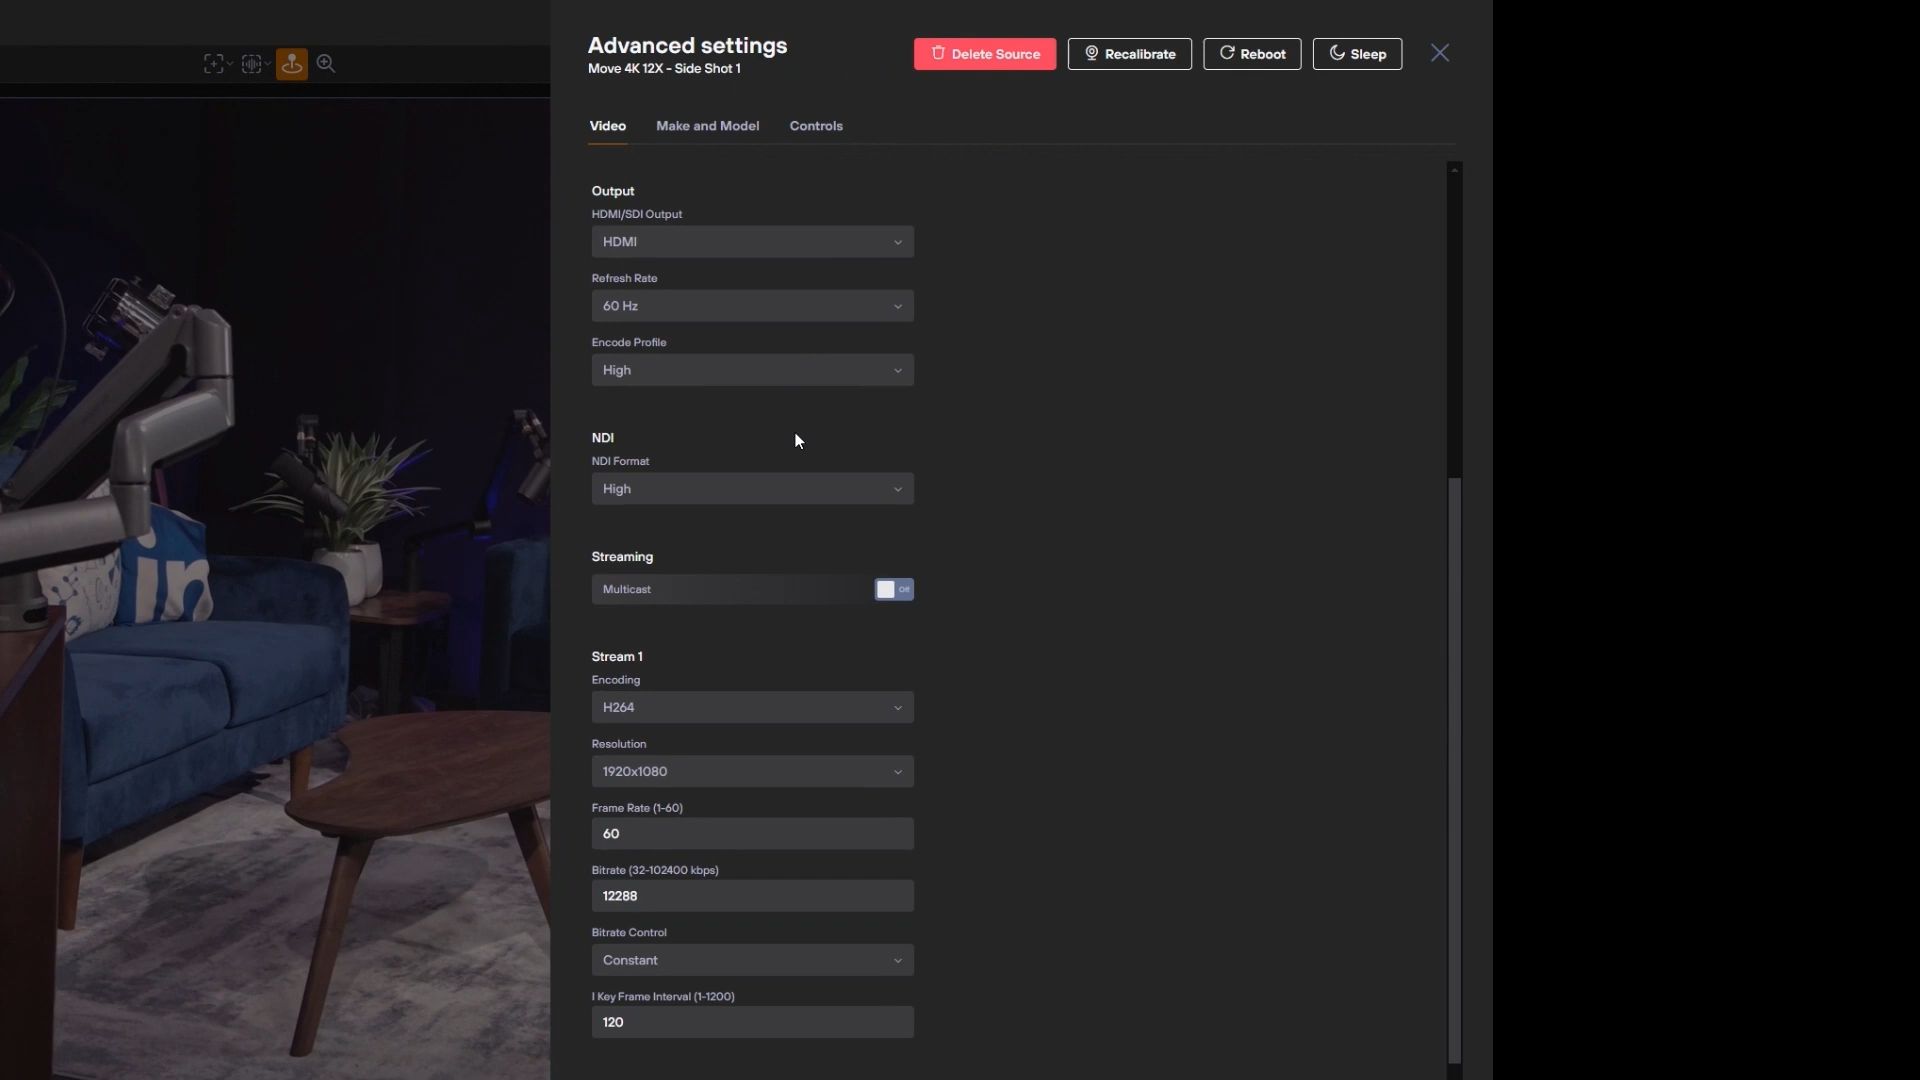 Advanced settings
Move 4K 12X - Side Shot 1
Delete Source
Recalibrate
Reboot
Sleep
Video
Make and Model
Controls
Output
HDMI/SDI Output
HDMI
Refresh Rate
60 Hz
Encode Profile
High
NDI
NDI Format
High
Streaming
Multicast
Off
Stream 1
Encoding
H264
Resolution
1920x1080
Frame Rate (1-60)
60
Bitrate (32-102400 kbps)
12288
Bitrate Control
Constant
I Key Frame Interval (1-1200)
120
in